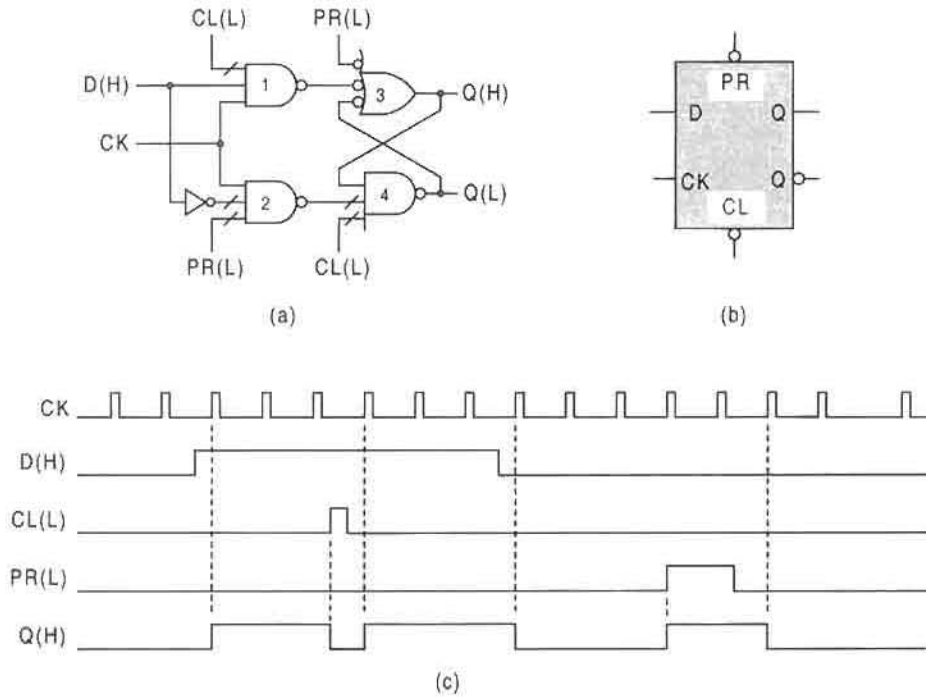 CL(L) PR(L)
D(H) 1 3 Q(H)
CK
2 4 Q(L)
PR(L) CL(L)
(a)
PR
D Q
CK Q
CL
(b)
CK
D(H)
CL(L)
PR(L)
Q(H)
(c)